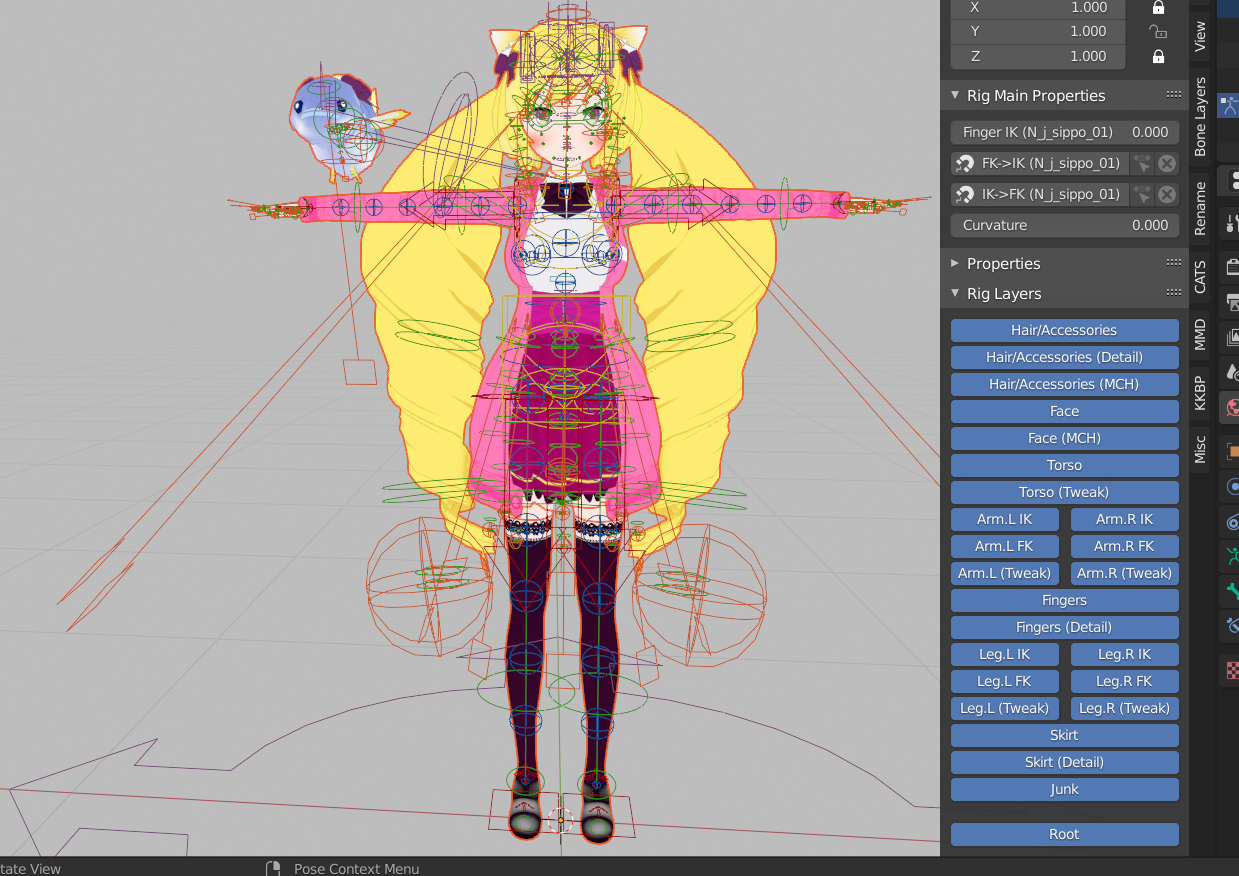 X 1.000
Y 1.000
Z 1.000
Rig Main Properties
Finger IK (N_j_sippo_01) 0.000
FK->IK (N_j_sippo_01)
IK->FK (N_j_sippo_01)
Curvature 0.000
Properties
Rig Layers
Hair/Accessories
Hair/Accessories (Detail)
Hair/Accessories (MCH)
Face
Face (MCH)
Torso
Torso (Tweak)
Arm.L IK Arm.R IK
Arm.L FK Arm.R FK
Arm.L (Tweak) Arm.R (Tweak)
Fingers
Fingers (Detail)
Leg.L IK Leg.R IK
Leg.L FK Leg.R FK
Leg.L (Tweak) Leg.R (Tweak)
Skirt
Skirt (Detail)
Junk
Root
View
Bone Layers
Rename
CATS
MMD
KKBP
Misc
tate View
Pose Context Menu